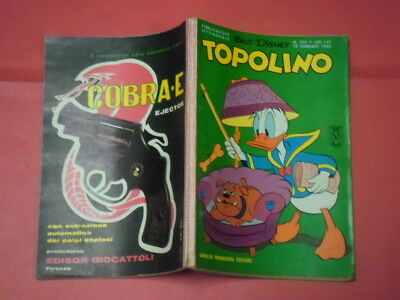 COBRA-E
EJECTOR
con estrazione
automatica
dei colpi esplosi
produzione
EDISON GIOCATTOLI
Firenze
PUBBLICAZIONE
SETTIMANALE
WALT DISNEY
TOPOLINO
ARNOLDO MONDADORI EDITORE